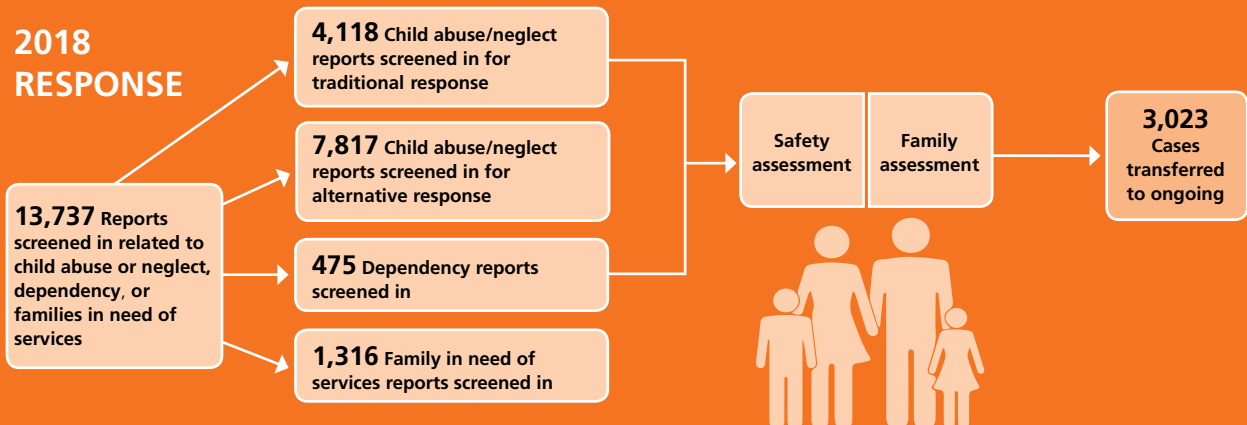 2018
RESPONSE
13,737 Reports
screened in related to
child abuse or neglect,
dependency, or
families in need of
services
4,118 Child abuse/neglect
reports screened in for
traditional response
7,817 Child abuse/neglect
reports screened in for
alternative response
475 Dependency reports
screened in
1,316 Family in need of
services reports screened in
Safety
assessment
Family
assessment
3,023
Cases
transferred
to ongoing